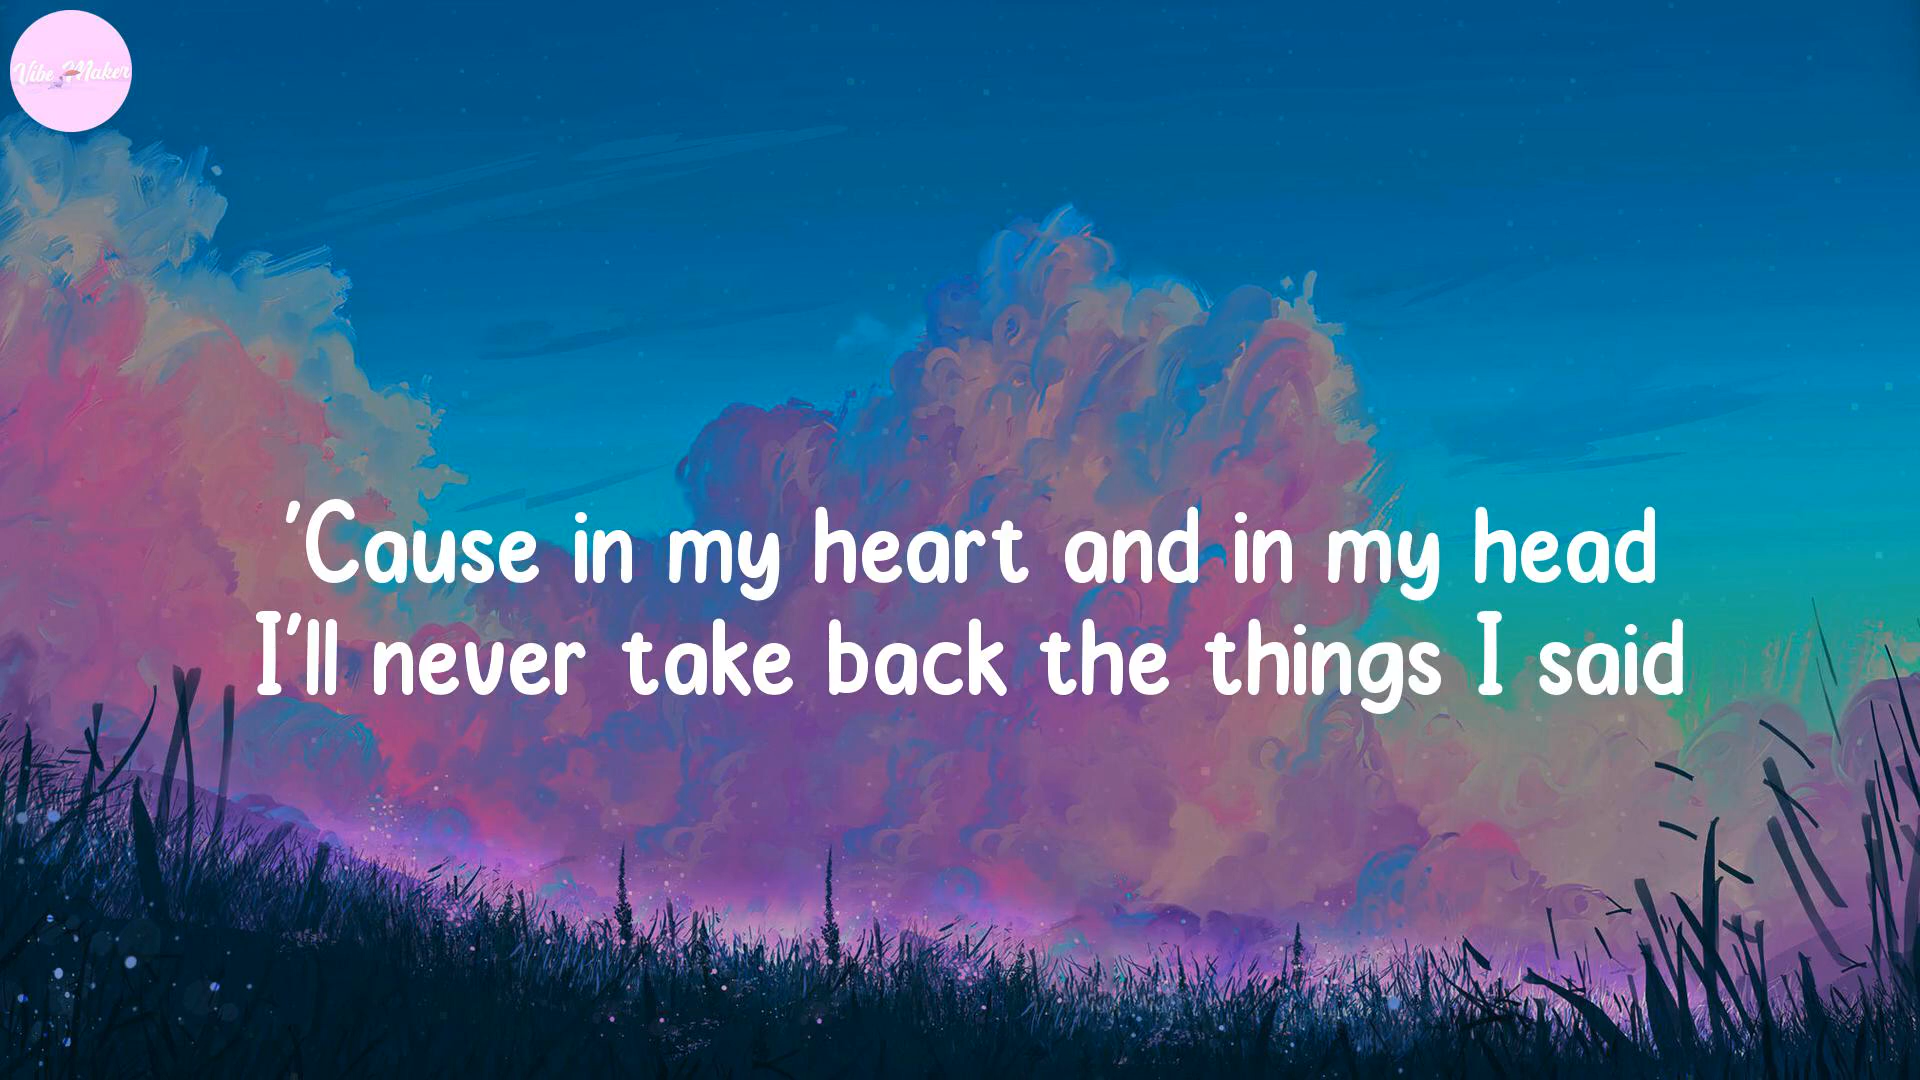 Vibe Maker
'Cause in my heart and in my head
I'll never take back the things I said